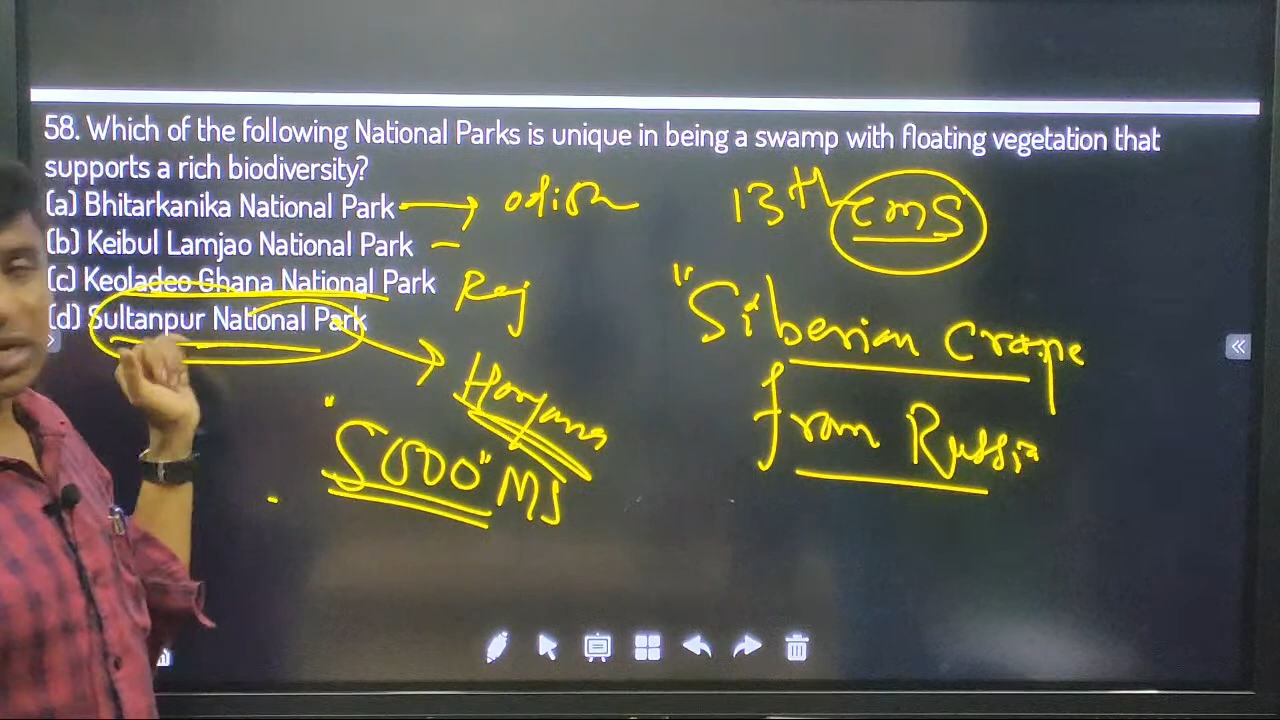 58. Which of the following National Parks is unique in being a swamp with floating vegetation that
supports a rich biodiversity?
(a) Bhitarkanika National Park → odish
13th CMS
(b) Keibul Lamjao National Park –
(c) Keoladeo Ghana National Park Raj
"Siberian Crane
(d) Sultanpur National Park → Haryana
from Russia
"5000" MS